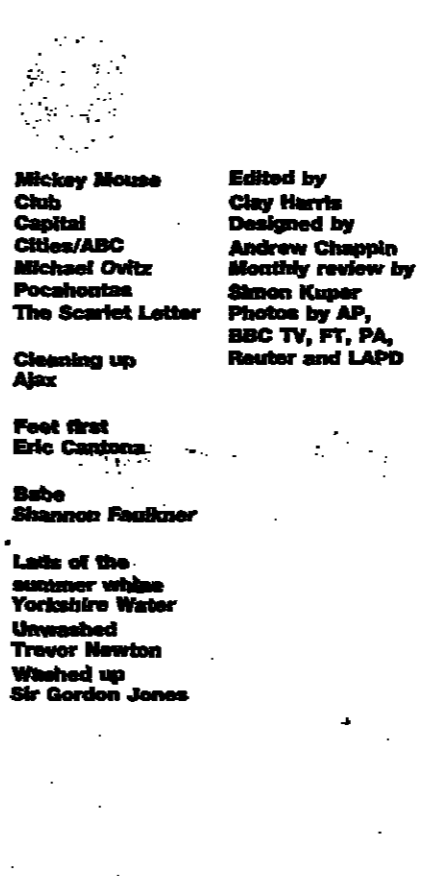 Mickey Mouse
Club
Capital
Cities/ABC
Michael Ovitz
Pocahontas
The Scarlet Letter
Cleaning up
Ajax
Feet first
Eric Cantona
Babe
Shannon Faulkner
Lads of the
summer whine
Yorkshire Water
Unwashed
Trevor Newton
Washed up
Sir Gordon Jones
Edited by
Clay Harris
Designed by
Andrew Chappin
Monthly review by
Simon Kuper
Photos by AP,
BBC TV, FT, PA,
Reuter and LAPD